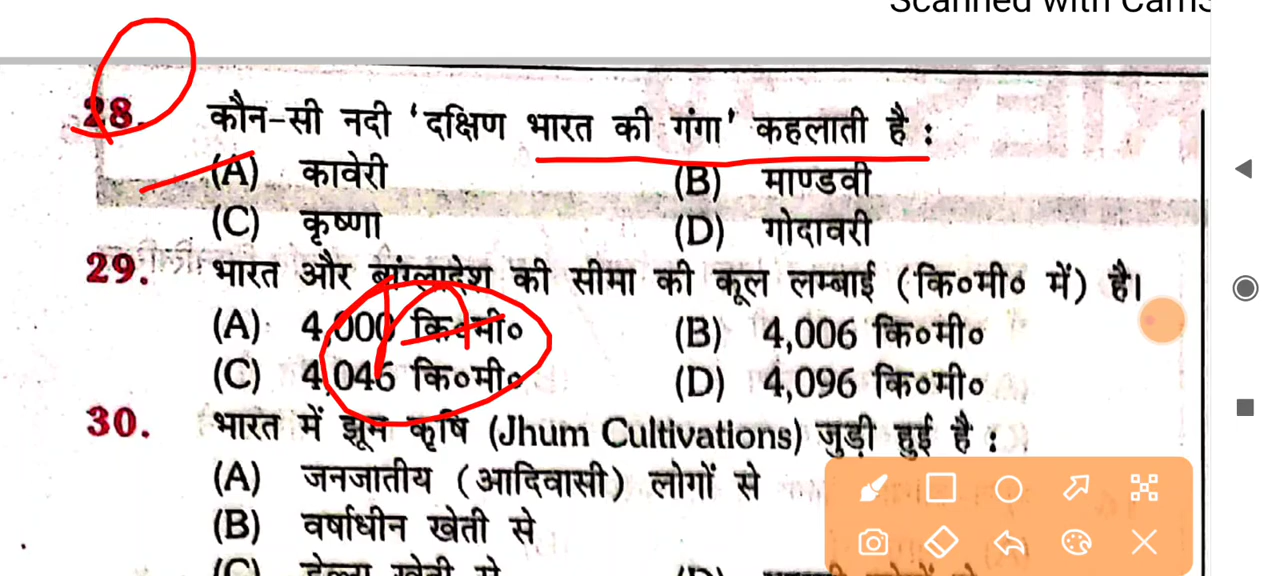 Scanned with Cam
28. कौन-सी नदी ‘दक्षिण भारत की गंगा’ कहलाती है :
(A) कावेरी (B) माण्डवी
(C) कृष्णा (D) गोदावरी
29. भारत और बांग्लादेश की सीमा की कूल लम्बाई (कि०मी० में) है।
(A) 4,000 कि०मी० (B) 4,006 कि०मी०
(C) 4,046 कि०मी० (D) 4,096 कि०मी०
30. भारत में झूम कृषि (Jhum Cultivations) जुड़ी हुई है :
(A) जनजातीय (आदिवासी) लोगों से
(B) वर्षाधीन खेती से